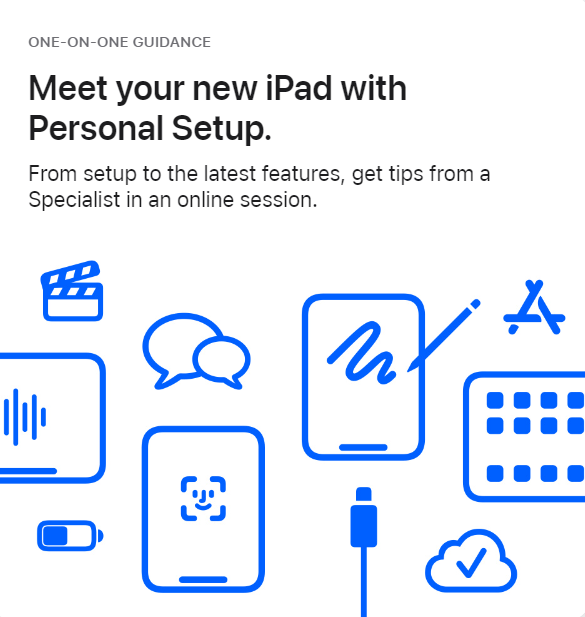 ONE-ON-ONE GUIDANCE
Meet your new iPad with
Personal Setup.
From setup to the latest features, get tips from a
Specialist in an online session.